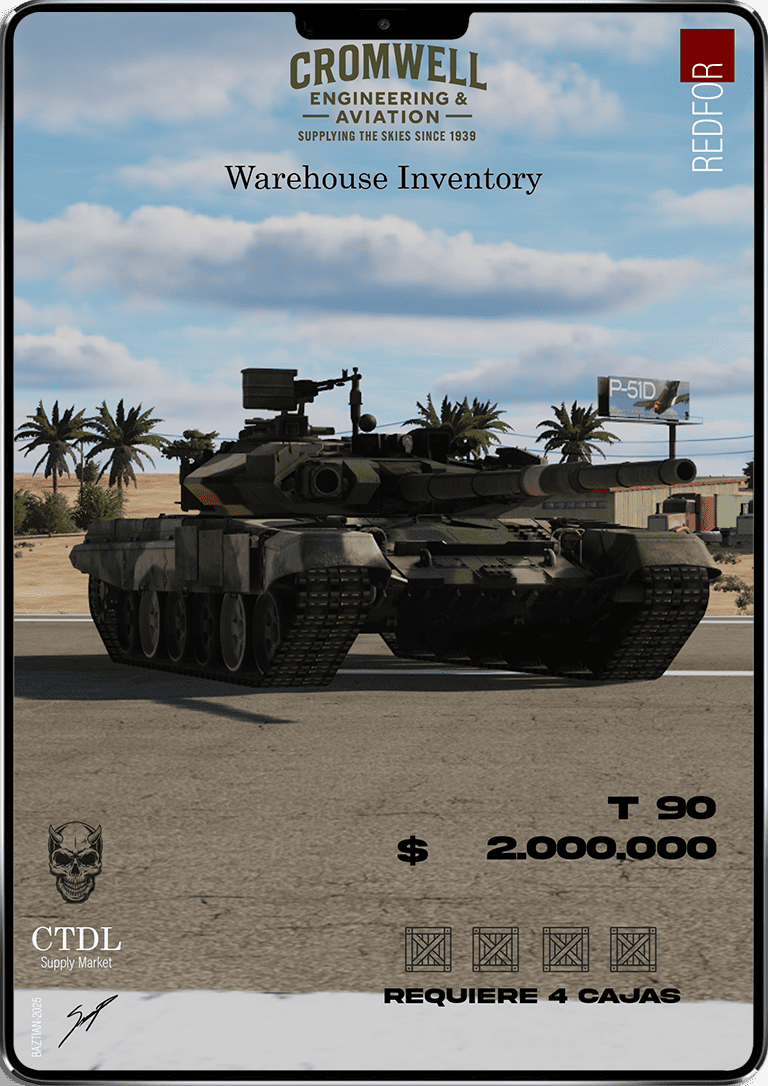 CROMWELL
ENGINEERING &
AVIATION
SUPPLYING THE SKIES SINCE 1939
REDFOR
Warehouse Inventory
P-51D
T 90
$ 2.000,000
CTDL
Supply Market
REQUIERE 4 CAJAS
BAZTIAN-2025